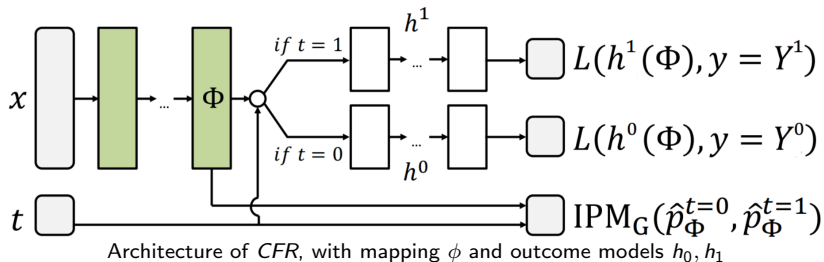 x
...
Φ
if t = 1
h¹
...
L(h¹(Φ), y = Y¹)
if t = 0
...
h⁰
L(h⁰(Φ), y = Y⁰)
t
IPM_G(p̂_Φ^{t=0}, p̂_Φ^{t=1})
Architecture of CFR, with mapping ϕ and outcome models h₀, h₁